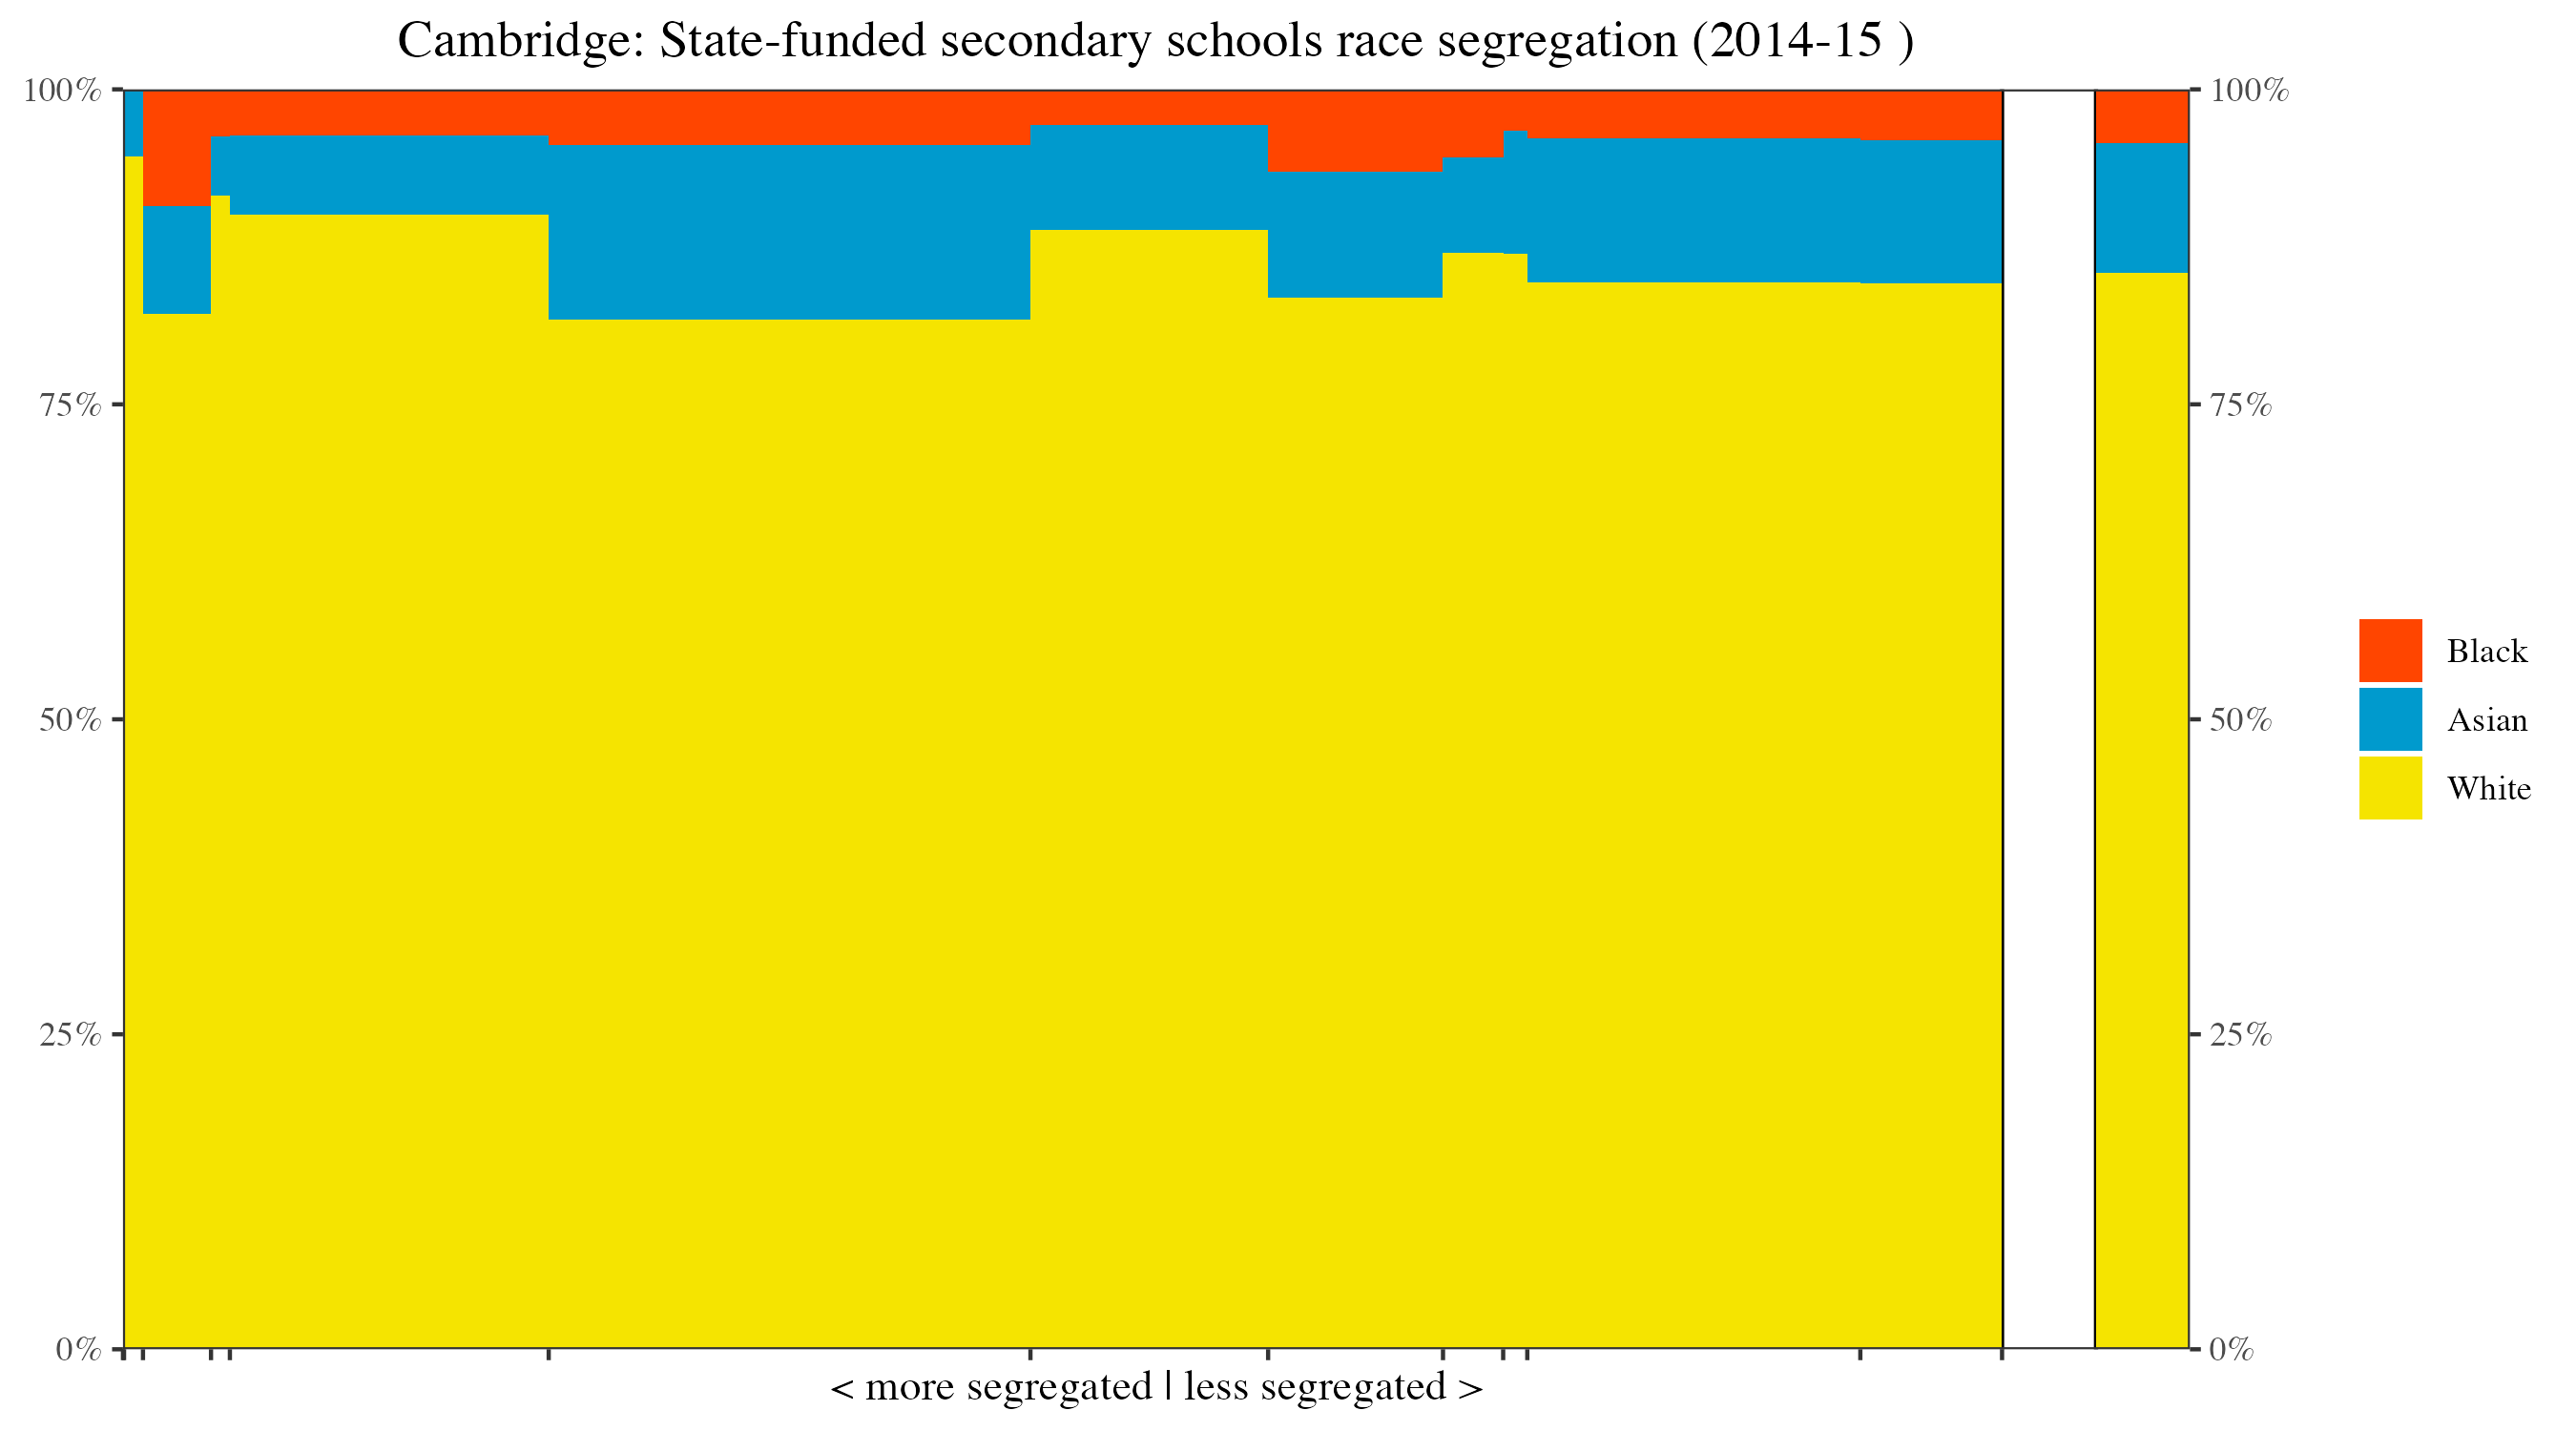 Cambridge: State-funded secondary schools race segregation (2014-15 )
100%
75%
50%
25%
0%
100%
75%
50%
25%
0%
Black
Asian
White
< more segregated | less segregated >